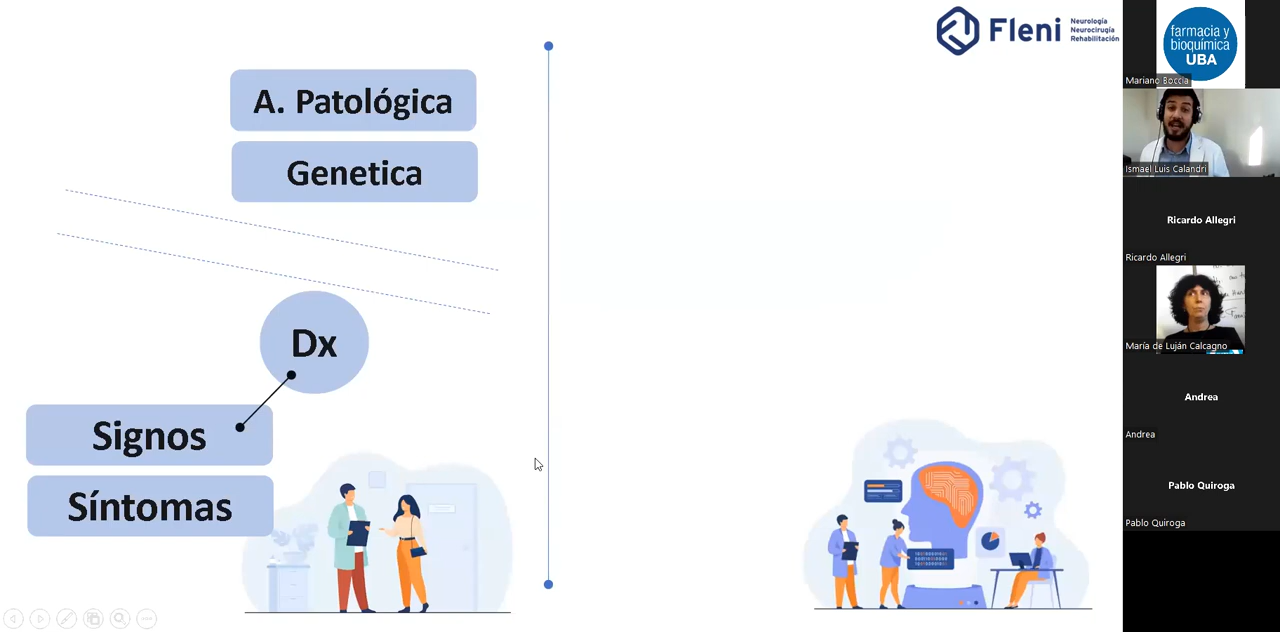 Fleni
Neurología
Neurocirugía
Rehabilitación
A. Patológica
Genetica
Dx
Signos
Síntomas
farmacia y
bioquímica
UBA
Mariano Boccia
Ismael Luis Calandri
Ricardo Allegri
Ricardo Allegri
María de Luján Calcagno
Andrea
Andrea
Pablo Quiroga
Pablo Quiroga